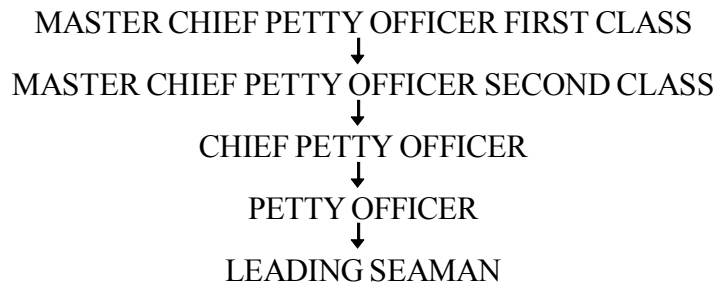 MASTER CHIEF PETTY OFFICER FIRST CLASS
MASTER CHIEF PETTY OFFICER SECOND CLASS
CHIEF PETTY OFFICER
PETTY OFFICER
LEADING SEAMAN